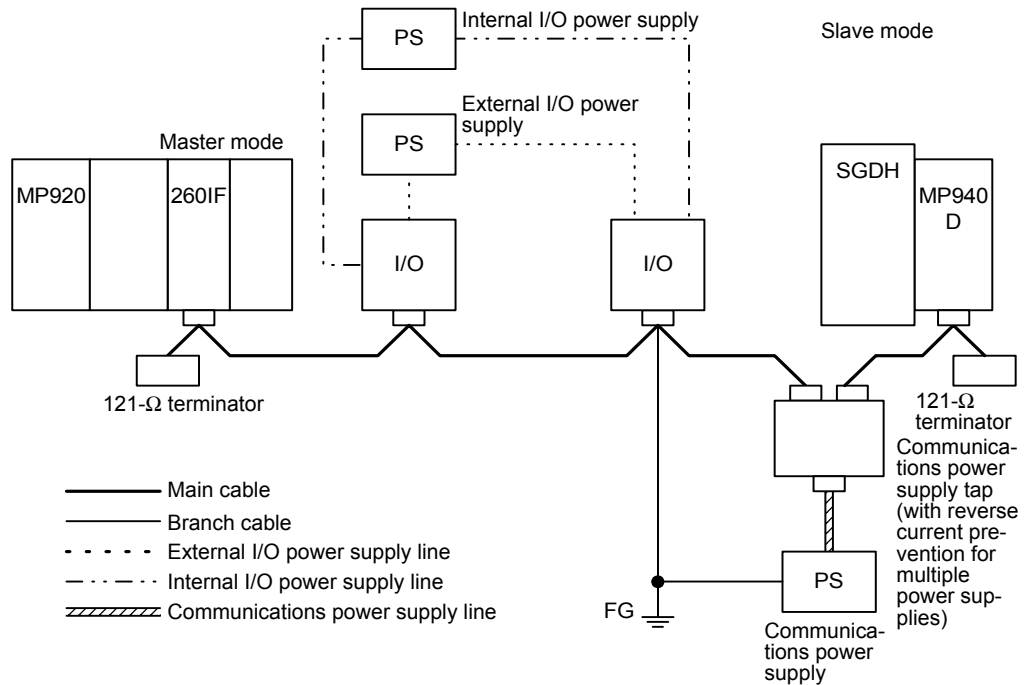 PS
Internal I/O power supply
Slave mode
PS
External I/O power
supply
Master mode
MP920
260IF
I/O
I/O
SGDH
MP940
D
121-Ω terminator
121-Ω
terminator
Communica-
tions power
supply tap
(with reverse
current pre-
vention for
multiple
power sup-
plies)
Main cable
Branch cable
External I/O power supply line
Internal I/O power supply line
Communications power supply line
FG
PS
Communica-
tions power
supply